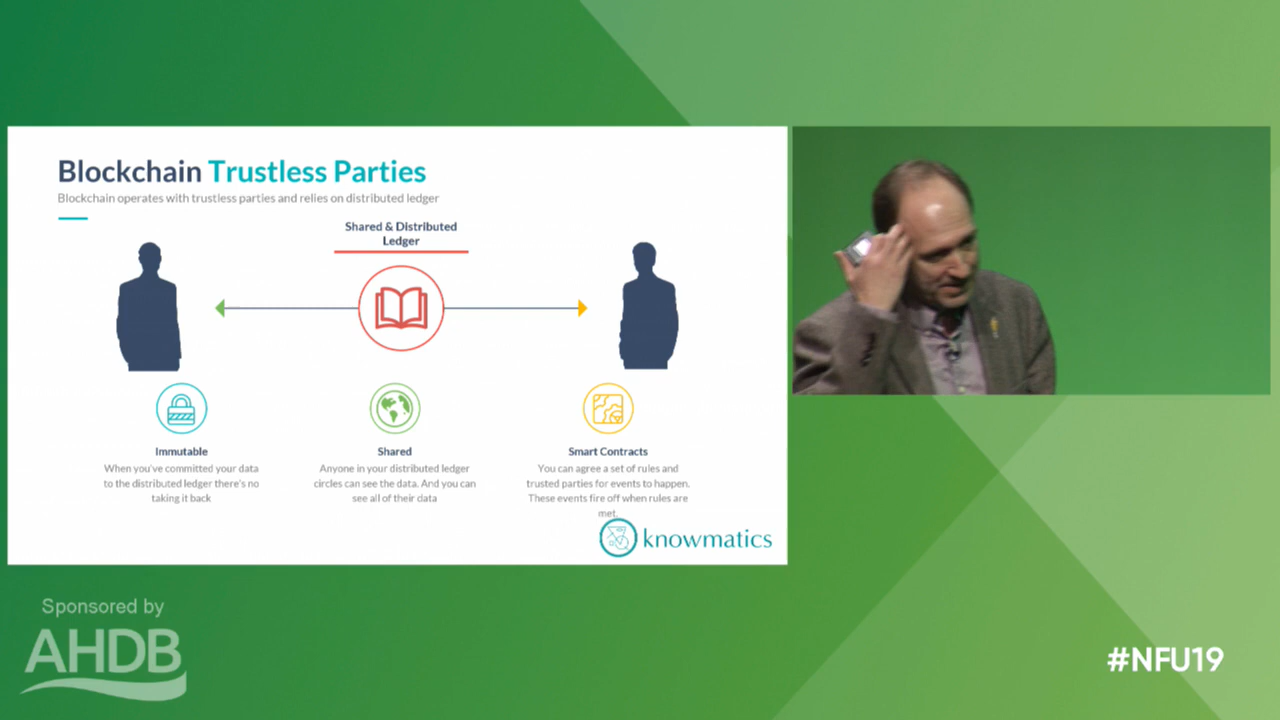 Blockchain Trustless Parties
Blockchain operates with trustless parties and relies on distributed ledger
Shared & Distributed
Ledger
Immutable
When you've committed your data
to the distributed ledger there's no
taking it back
Shared
Anyone in your distributed ledger
circles can see the data. And you can
see all of their data
Smart Contracts
You can agree a set of rules and
trusted parties for events to happen.
These events fire off when rules are
met.
knowmatics
Sponsored by
AHDB
#NFU19